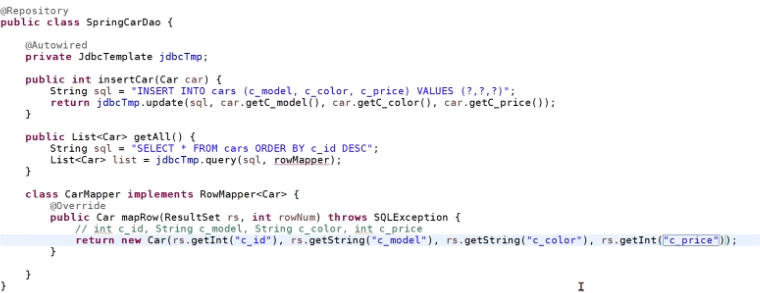 @Repository
public class SpringCarDao {
@Autowired
private JdbcTemplate jdbcTmp;
public int insertCar(Car car) {
String sql = "INSERT INTO cars (c_model, c_color, c_price) VALUES (?,?,?)";
return jdbcTmp.update(sql, car.getC_model(), car.getC_color(), car.getC_price());
}
public List<Car> getAll() {
String sql = "SELECT * FROM cars ORDER BY c_id DESC";
List<Car> list = jdbcTmp.query(sql, rowMapper);
class CarMapper implements RowMapper<Car> {
@Override
public Car mapRow(ResultSet rs, int rowNum) throws SQLException {
// int c_id, String c_model, String c_color, int c_price
return new Car(rs.getInt("c_id"), rs.getString("c_model"), rs.getString("c_color"), rs.getInt("c_price"));
}
}
}